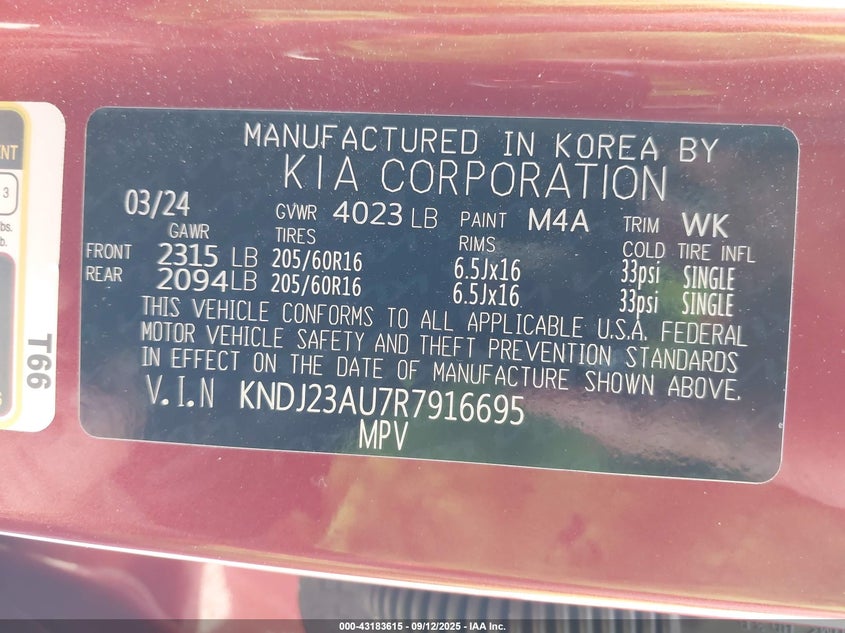 MANUFACTURED IN KOREA BY
KIA CORPORATION
03/24 GVWR 4023 LB PAINT M4A TRIM WK
GAWR TIRES RIMS COLD TIRE INFL
FRONT 2315 LB 205/60R16 6.5Jx16 33psi SINGLE
REAR 2094LB 205/60R16 6.5Jx16 33psi SINGLE
THIS VEHICLE CONFORMS TO ALL APPLICABLE U.S.A. FEDERAL
MOTOR VEHICLE SAFETY AND THEFT PREVENTION STANDARDS
IN EFFECT ON THE DATE OF MANUFACTURE SHOWN ABOVE.
V.I.N KNDJ23AU7R7916695
MPV
3
T66
000-43183615 - 09/12/2025 - IAA Inc.